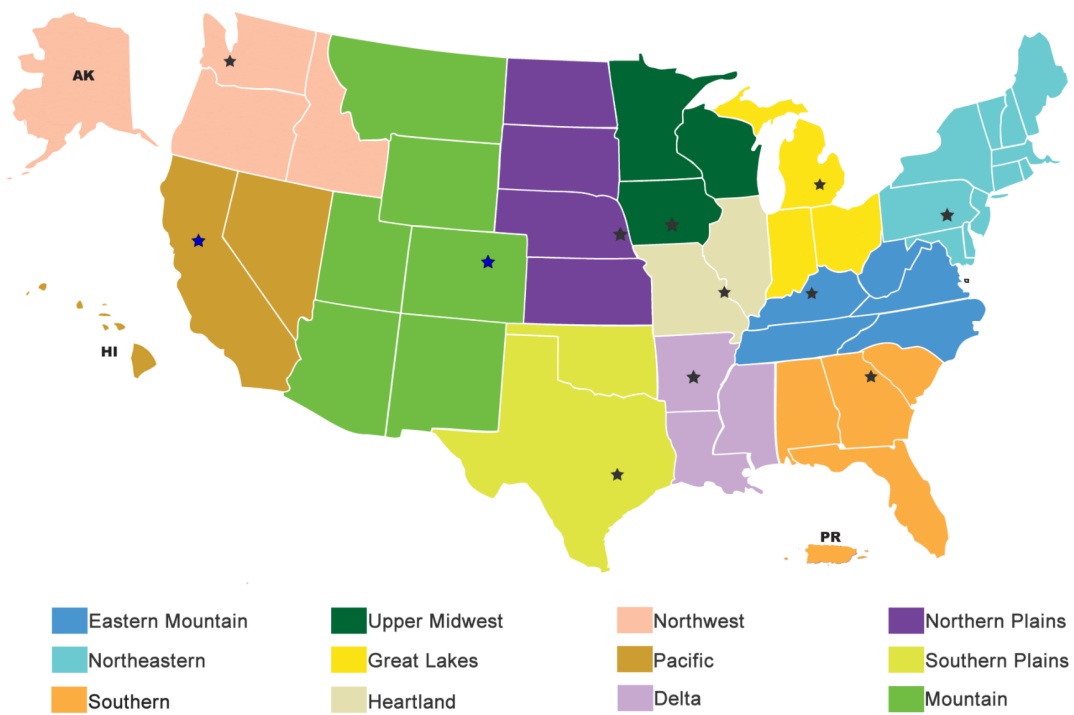 AK
HI
PR
Eastern Mountain
Upper Midwest
Northwest
Northern Plains
Northeastern
Great Lakes
Pacific
Southern Plains
Southern
Heartland
Delta
Mountain